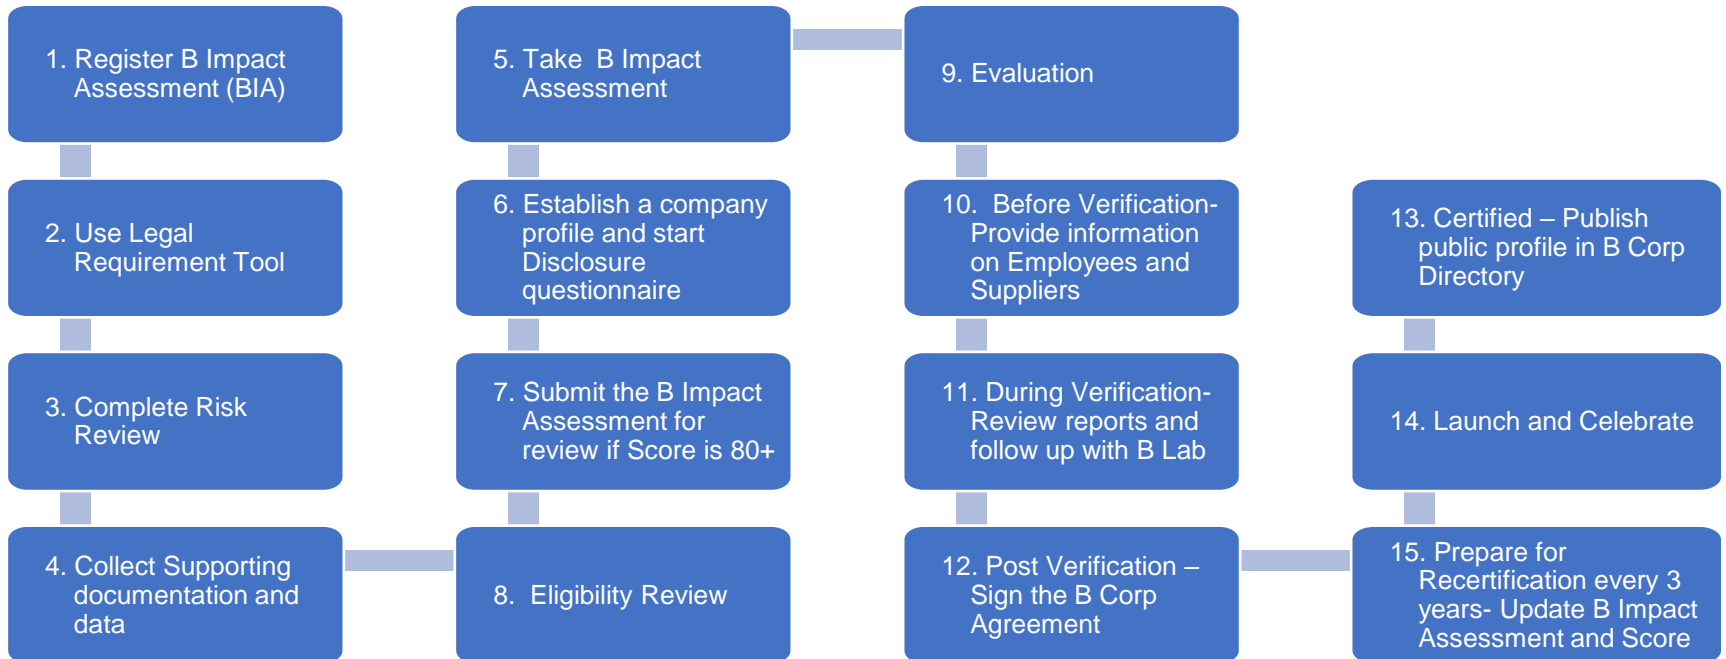 1. Register B Impact
Assessment (BIA)
2. Use Legal
Requirement Tool
3. Complete Risk
Review
4. Collect Supporting
documentation and
data
5. Take B Impact
Assessment
6. Establish a company
profile and start
Disclosure
questionnaire
7. Submit the B Impact
Assessment for
review if Score is 80+
8. Eligibility Review
9. Evaluation
10. Before Verification-
Provide information
on Employees and
Suppliers
11. During Verification-
Review reports and
follow up with B Lab
12. Post Verification –
Sign the B Corp
Agreement
13. Certified – Publish
public profile in B Corp
Directory
14. Launch and Celebrate
15. Prepare for
Recertification every 3
years- Update B Impact
Assessment and Score